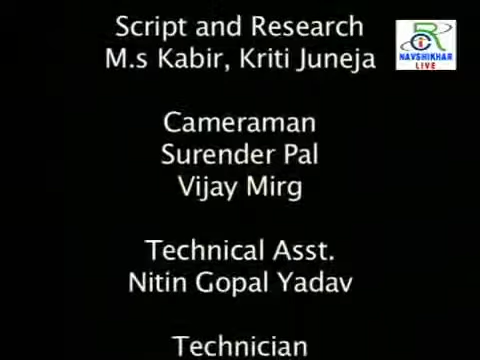 Script and Research
M.s Kabir, Kriti Juneja
NAVSHIKHAR
LIVE
Cameraman
Surender Pal
Vijay Mirg
Technical Asst.
Nitin Gopal Yadav
Technician